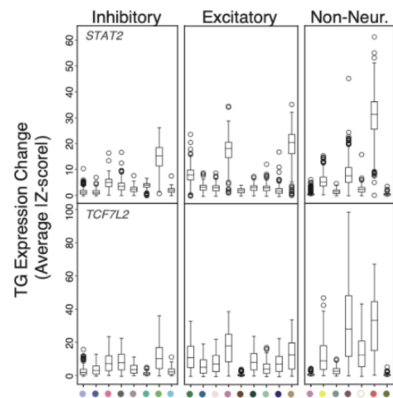 Inhibitory Excitatory Non-Neur.
STAT2
60
50
40
30
20
10
0
TCF7L2
100
80
60
40
20
0
TG Expression Change
(Average |Z-score|)